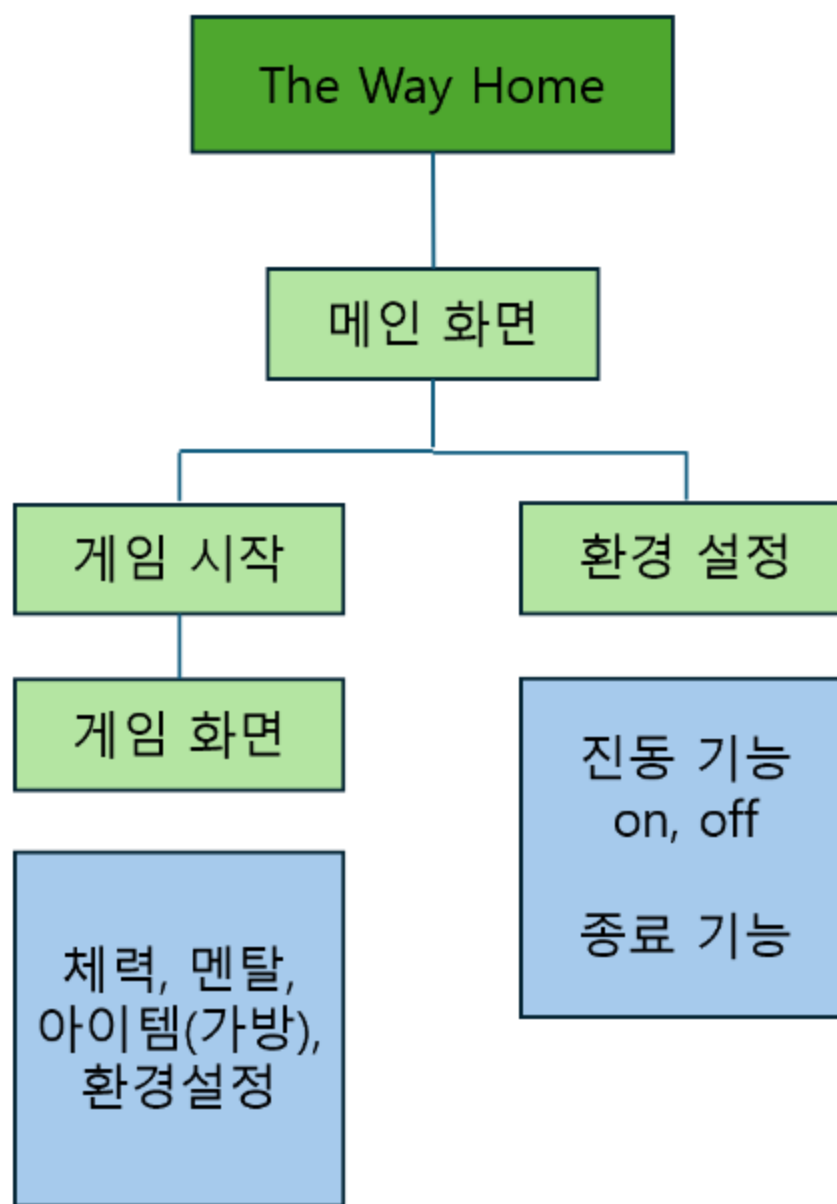 The Way Home
메인 화면
게임 시작
환경 설정
게임 화면
진동 기능
on, off
종료 기능
체력, 멘탈,
아이템(가방),
환경설정